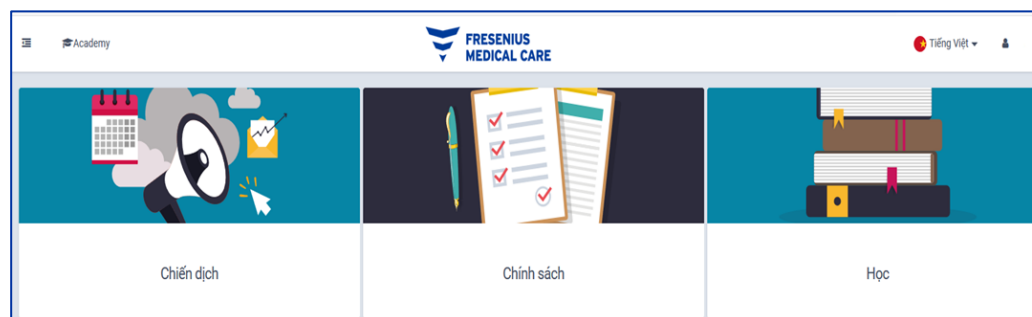 Academy
FRESENIUS
MEDICAL CARE
Tiếng Việt
Chiến dịch
Chính sách
Học